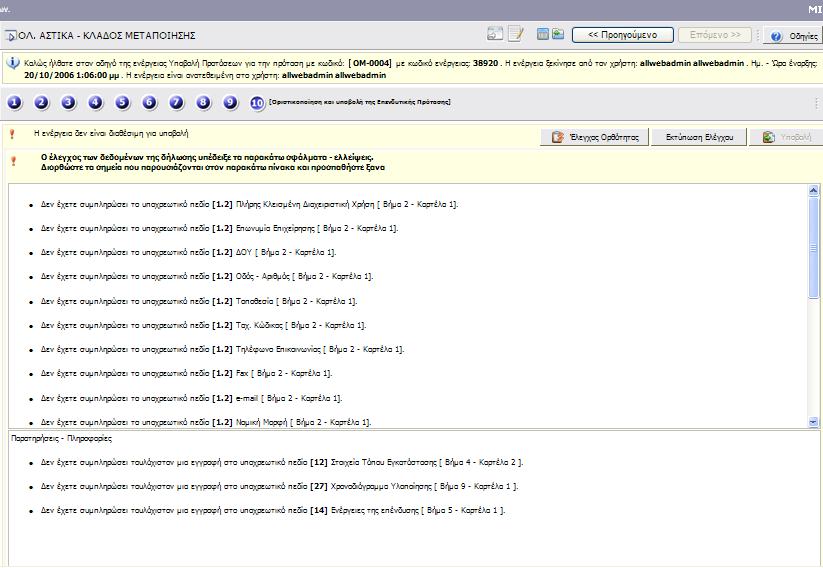 ων.
MI
ΟΛ. ΑΣΤΙΚΑ - ΚΛΑΔΟΣ ΜΕΤΑΠΟΙΗΣΗΣ
<< Προηγούμενο
Επόμενο >>
Οδηγίες
Καλώς ήλθατε στον οδηγό της ενέργειας Υποβολή Προτάσεων για την πρόταση με κωδικό: [OM-0004] με κωδικό ενέργειας: 38920 . Η ενέργεια ξεκίνησε από τον χρήστη: allwebadmin allwebadmin . Ημ. - Ώρα έναρξης:
20/10/2006 1:06:00 μμ . Η ενέργεια είναι ανατεθειμένη στο χρήστη: allwebadmin allwebadmin
1 2 3 4 5 6 7 8 9 10 [Οριστικοποίηση και υποβολή της Επενδυτικής Πρότασης]
Η ενέργεια δεν είναι διαθέσιμη για υποβολή
Έλεγχος Ορθότητας
Εκτύπωση Ελέγχου
Υποβολή
Ο έλεγχος των δεδομένων της δήλωσης υπέδειξε τα παρακάτω σφάλματα - ελλείψεις.
Διορθώστε τα σημεία που παρουσιάζονται στον παρακάτω πίνακα και προσπαθήστε ξανα
• Δεν έχετε συμπληρώσει το υποχρεωτικό πεδίο [1.2] Πλήρης Κλεισμένη Διαχειριστική Χρήση [ Βήμα 2 - Καρτέλα 1].
• Δεν έχετε συμπληρώσει το υποχρεωτικό πεδίο [1.2] Επωνυμία Επιχείρησης [ Βήμα 2 - Καρτέλα 1].
• Δεν έχετε συμπληρώσει το υποχρεωτικό πεδίο [1.2] ΔΟΥ [ Βήμα 2 - Καρτέλα 1].
• Δεν έχετε συμπληρώσει το υποχρεωτικό πεδίο [1.2] Οδός - Αριθμός [ Βήμα 2 - Καρτέλα 1].
• Δεν έχετε συμπληρώσει το υποχρεωτικό πεδίο [1.2] Τοποθεσία [ Βήμα 2 - Καρτέλα 1].
• Δεν έχετε συμπληρώσει το υποχρεωτικό πεδίο [1.2] Ταχ. Κώδικας [ Βήμα 2 - Καρτέλα 1].
• Δεν έχετε συμπληρώσει το υποχρεωτικό πεδίο [1.2] Τηλέφωνο Επικοινωνίας [ Βήμα 2 - Καρτέλα 1].
• Δεν έχετε συμπληρώσει το υποχρεωτικό πεδίο [1.2] Fax [ Βήμα 2 - Καρτέλα 1].
• Δεν έχετε συμπληρώσει το υποχρεωτικό πεδίο [1.2] e-mail [ Βήμα 2 - Καρτέλα 1].
• Δεν έχετε συμπληρώσει το υποχρεωτικό πεδίο [1.2] Νομική Μορφή [ Βήμα 2 - Καρτέλα 1].
Παρατηρήσεις - Πληροφορίες
• Δεν έχετε συμπληρώσει τουλάχιστον μια εγγραφή στο υποχρεωτικό πεδίο [12] Στοιχεία Τόπου Εγκατάστασης [ Βήμα 4 - Καρτέλα 2 ].
• Δεν έχετε συμπληρώσει τουλάχιστον μια εγγραφή στο υποχρεωτικό πεδίο [27] Χρονοδιάγραμμα Υλοποίησης [ Βήμα 9 - Καρτέλα 1 ].
• Δεν έχετε συμπληρώσει τουλάχιστον μια εγγραφή στο υποχρεωτικό πεδίο [14] Ενέργειες της επένδυσης [ Βήμα 5 - Καρτέλα 1 ].